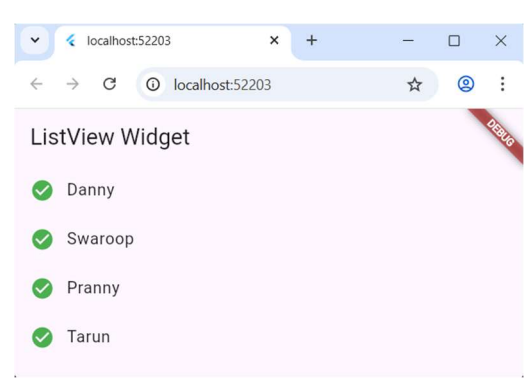 localhost:52203
localhost:52203
ListView Widget
DEBUG
Danny
Swaroop
Pranny
Tarun